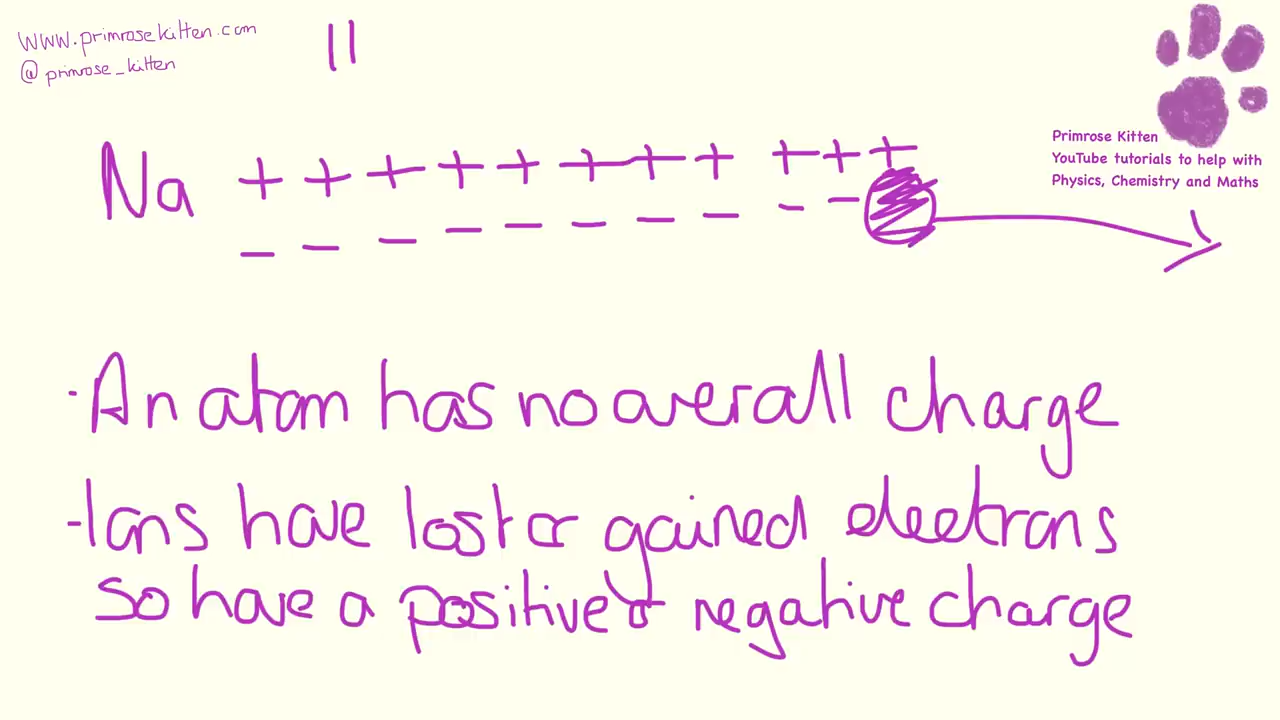 www.primrosekitten.com
@primrose_kitten
11
Primrose Kitten
YouTube tutorials to help with
Physics, Chemistry and Maths
Na + + + + + + + + + + +
- - - - - - - - - -
·An atom has no overall charge
-Ions have lost or gained electrons
so have a positive or negative charge